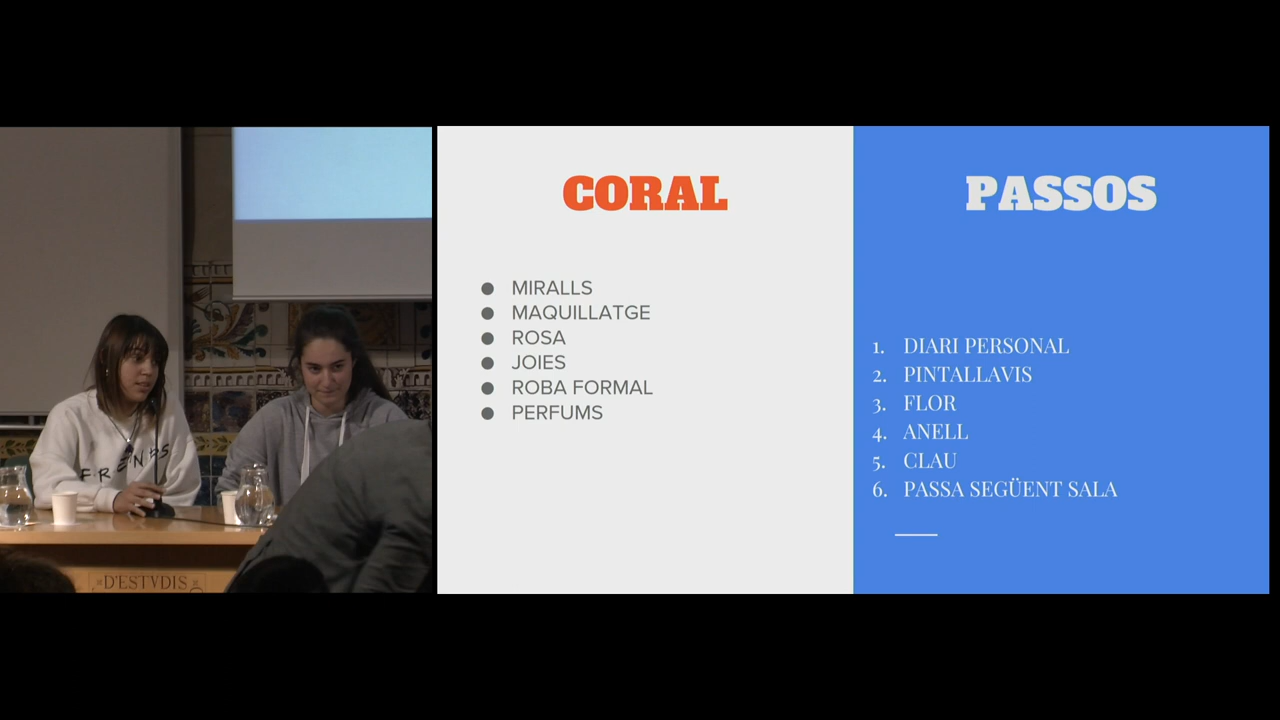 FRIENDS
D'ESTVDIS
CORAL
● MIRALLS
● MAQUILLATGE
● ROSA
● JOIES
● ROBA FORMAL
● PERFUMS
PASSOS
1. DIARI PERSONAL
2. PINTALLAVIS
3. FLOR
4. ANELL
5. CLAU
6. PASSA SEGÜENT SALA